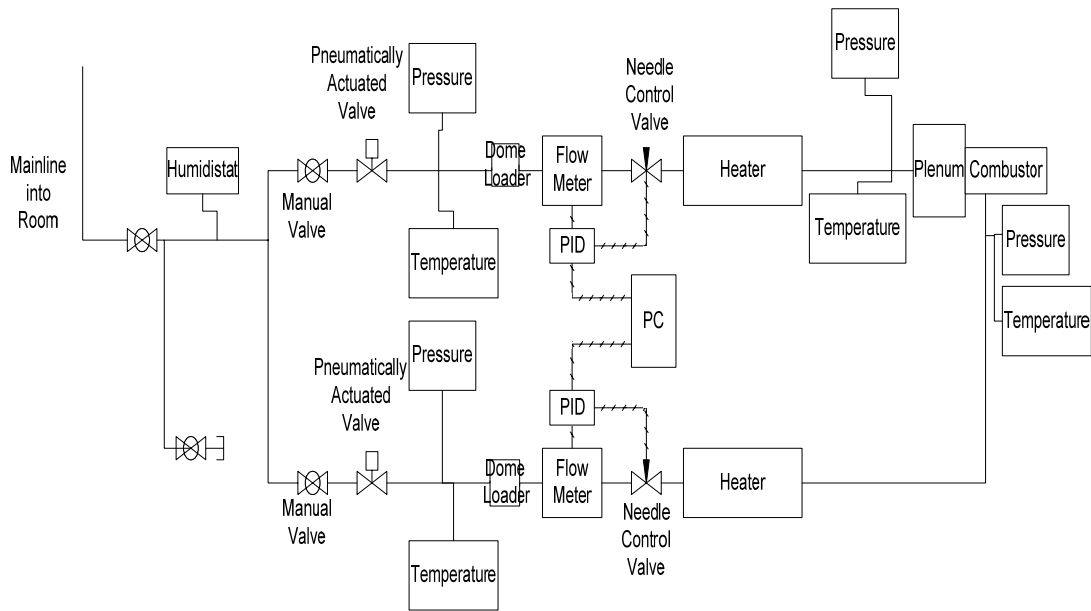 Pressure
Pneumatically
Actuated
Valve
Pressure
Needle
Control
Valve
Mainline
into
Room
Humidistat
Manual
Valve
Dome
Loader
Flow
Meter
Heater
Plenum
Combustor
Temperature
PID
Temperature
Pressure
PC
Temperature
Pneumatically
Actuated
Valve
Pressure
PID
Manual
Valve
Dome
Loader
Flow
Meter
Heater
Needle
Control
Valve
Temperature